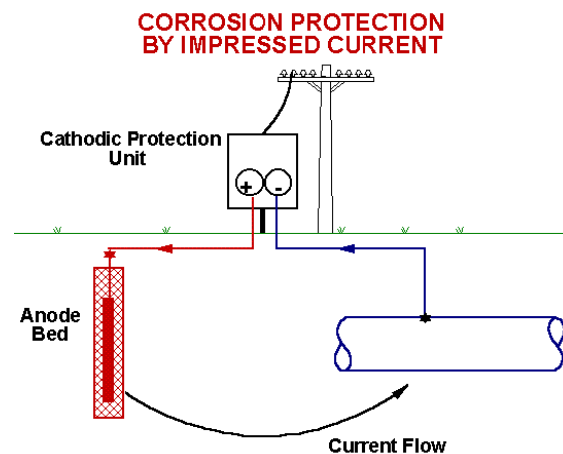 CORROSION PROTECTION
BY IMPRESSED CURRENT
Cathodic Protection
Unit
+ -
Anode
Bed
Current Flow